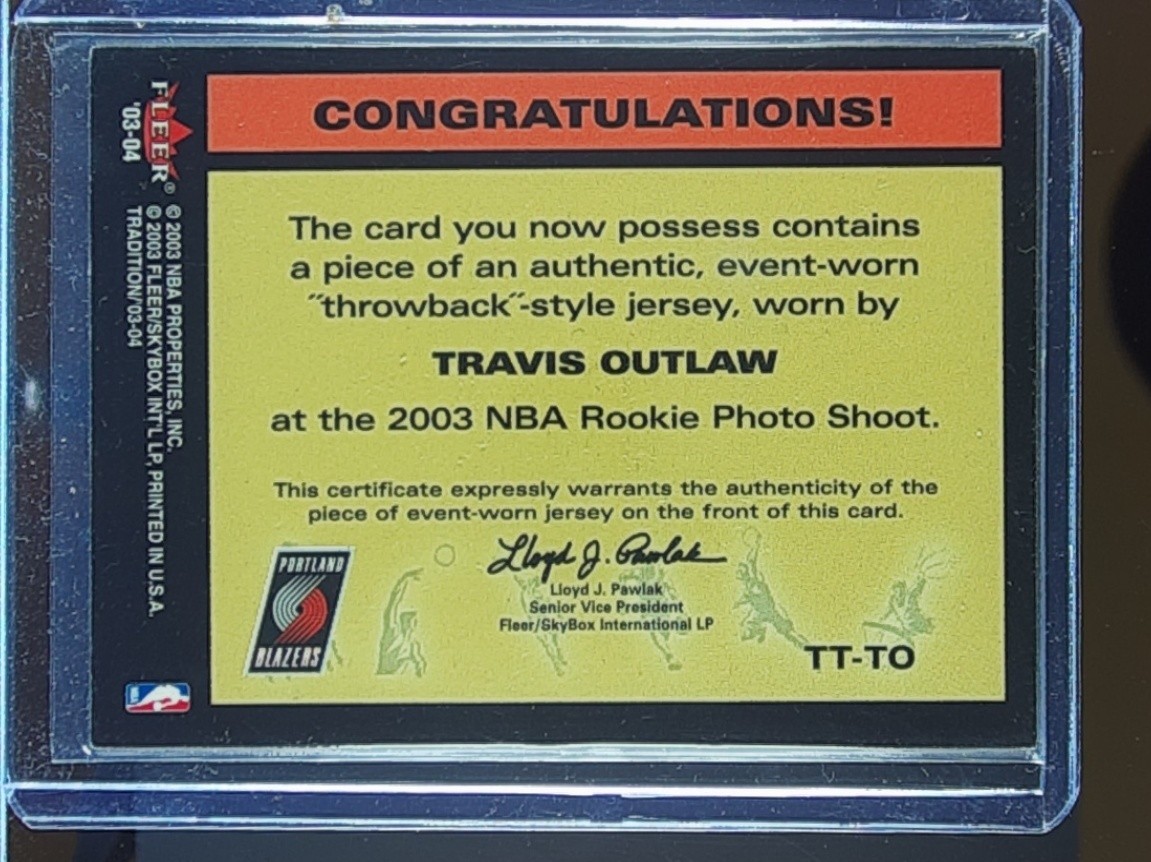 CONGRATULATIONS!
The card you now possess contains
a piece of an authentic, event-worn
"throwback"-style jersey, worn by
TRAVIS OUTLAW
at the 2003 NBA Rookie Photo Shoot.
This certificate expressly warrants the authenticity of the
piece of event-worn jersey on the front of this card.
Lloyd J. Pawlak
Lloyd J. Pawlak
Senior Vice President
Fleer/SkyBox International LP
TT-TO
PORTLAND
BLAZERS
FLEER®
'03-04
© 2003 NBA PROPERTIES, INC.
© 2003 FLEER/SKYBOX INT'L LP, PRINTED IN U.S.A.
TRADITION/'03-04
NBA